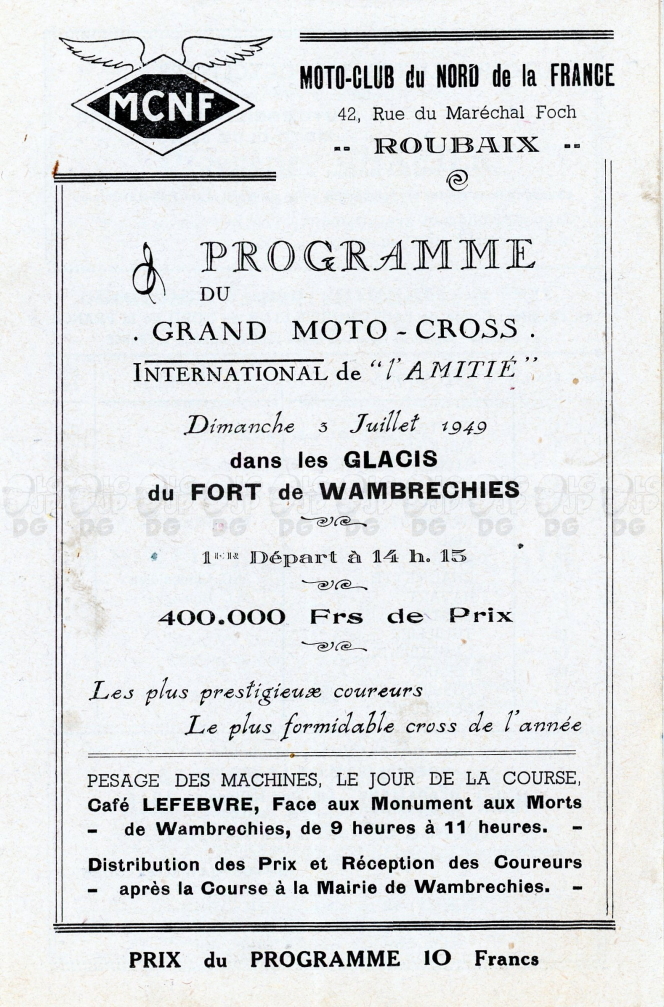 MCNF
MOTO-CLUB du NORD de la FRANCE
42, Rue du Maréchal Foch
-- ROUBAIX --
PROGRAMME
DU
. GRAND MOTO - CROSS .
INTERNATIONAL de "l'AMITIÉ"
Dimanche 3 Juillet 1949
dans les GLACIS
du FORT de WAMBRECHIES
1ER Départ à 14 h. 15
400.000 Frs de Prix
Les plus prestigieux coureurs
Le plus formidable cross de l'année
PESAGE DES MACHINES, LE JOUR DE LA COURSE,
Café LEFEBVRE, Face aux Monument aux Morts
- de Wambrechies, de 9 heures à 11 heures. -
Distribution des Prix et Réception des Coureurs
- après la Course à la Mairie de Wambrechies. -
PRIX du PROGRAMME 10 Francs